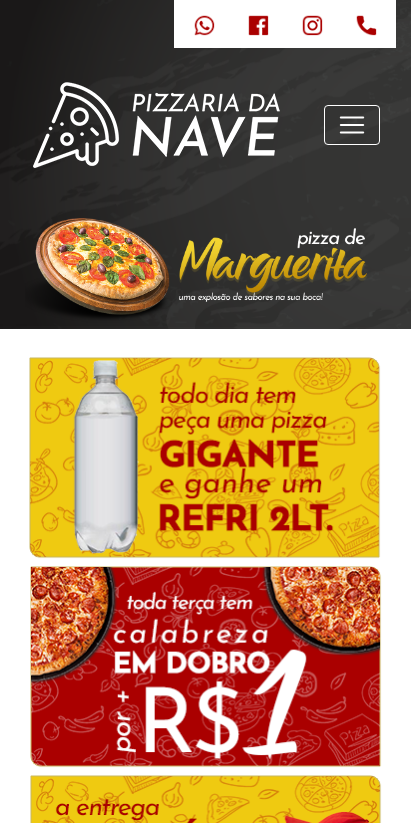 PIZZARIA DA
NAVE
pizza de
Marguerita
uma explosão de sabores na sua boca!
todo dia tem
peça uma pizza
GIGANTE
e ganhe um
REFRI 2LT.
toda terça tem
calabreza
EM DOBRO
por + R$1
Pizza
a entrega